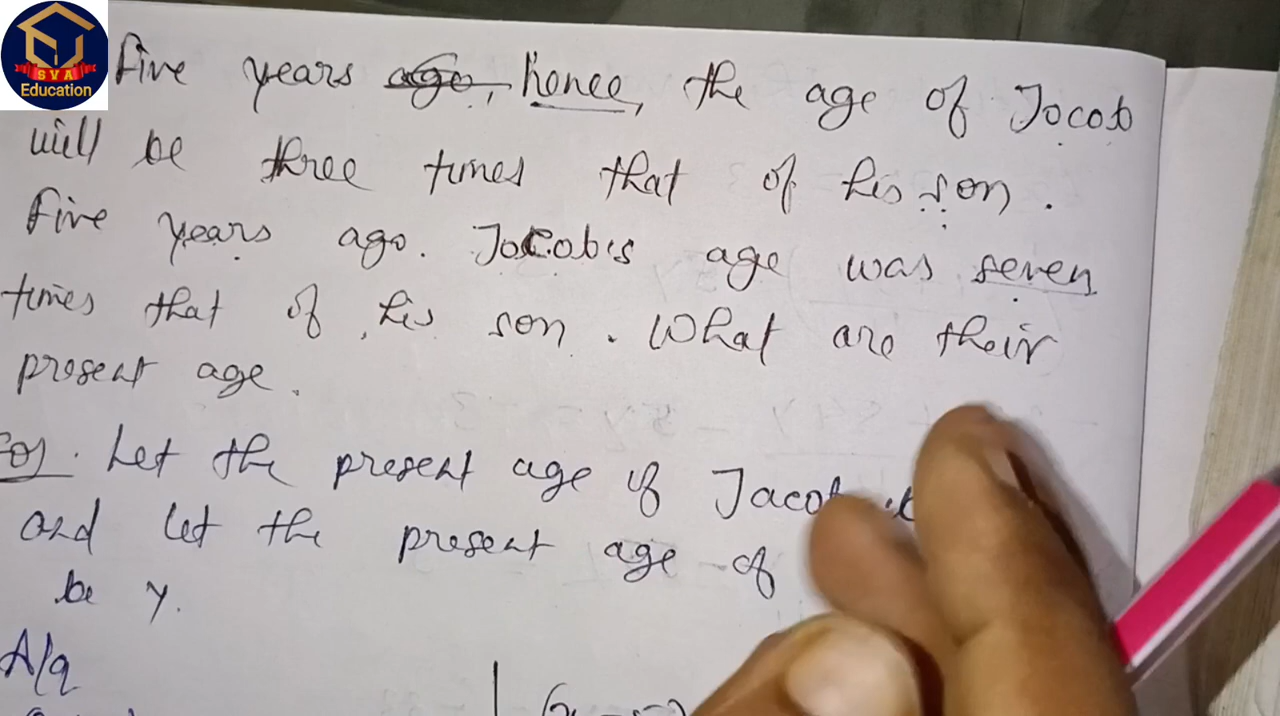 SVA
Education
Five years ago, hence, the age of Jocob
will be three times that of his son.
Five years ago. Jocob's age was seven
times that of his son. What are their
present age.
Sol. Let the present age of Jacob
and let the present age of
be y.
A/q